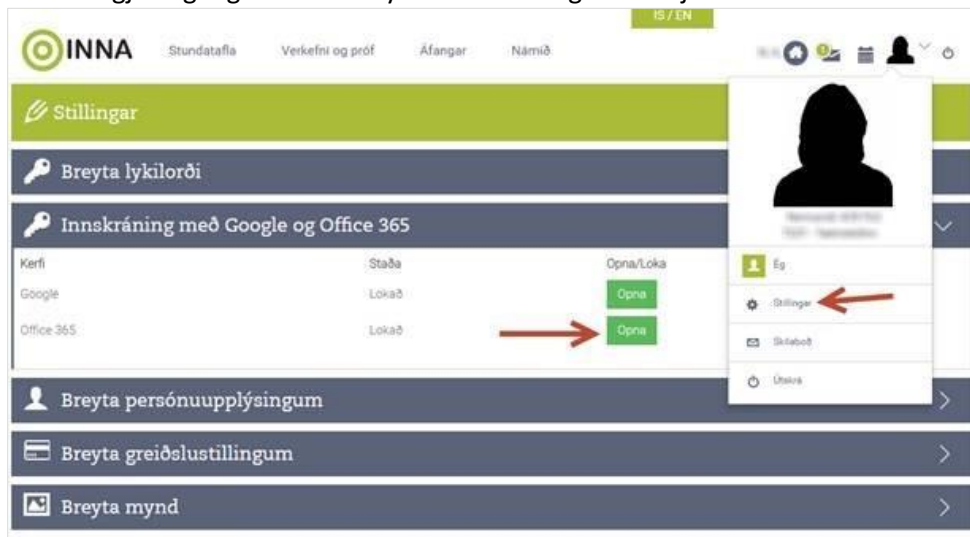 IS / EN
INNA Stundatafla Verkefni og próf Áfangar Námið
Stillingar
Breyta lykilorði
Innskráning með Google og Office 365
Kerfi Staða Opna/Loka
Google Lokað Opna
Office 365 Lokað Opna
Ég
Stillingar
Skilaboð
Útskrá
Breyta persónuupplýsingum
Breyta greiðslustillingum
Breyta mynd